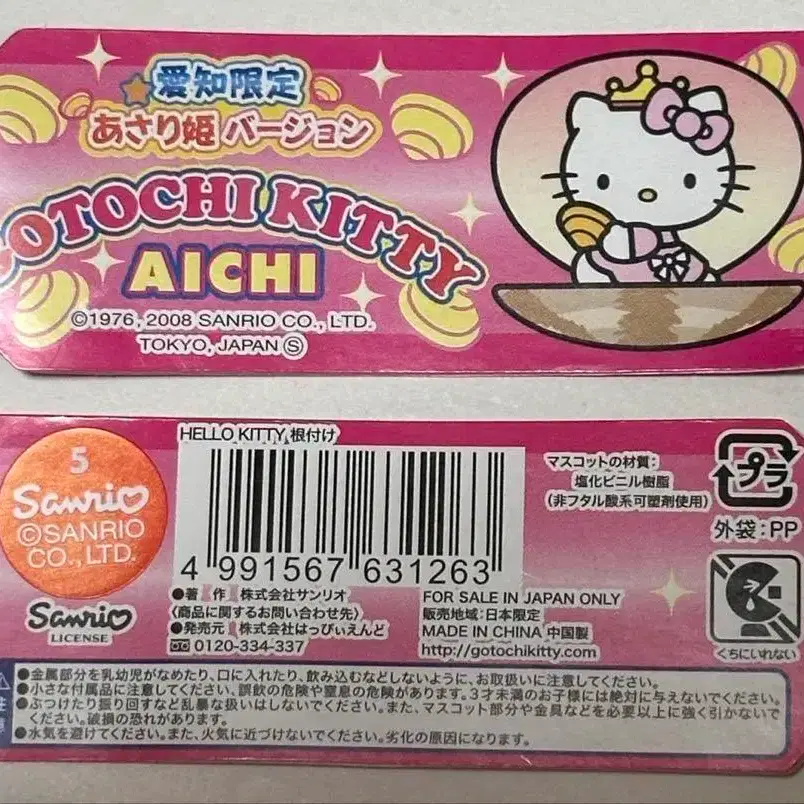 愛知限定
あさり姫バージョン
GOTOCHI KITTY
AICHI
©1976, 2008 SANRIO CO., LTD.
TOKYO, JAPAN Ⓢ
HELLO KITTY 根付け
5
Sanrio
©SANRIO
CO., LTD.
Sanrio
LICENSE
4 991567 631263
●著 作 株式会社サンリオ
〈商品に関するお問い合わせ先〉
●発売元 株式会社はっぴぃえんど
0120-334-337
FOR SALE IN JAPAN ONLY
販売地域:日本限定
MADE IN CHINA 中国製
http://gotochikitty.com
マスコットの材質:
塩化ビニル樹脂
(非フタル酸系可塑剤使用)
プラ
外袋:PP
くちにいれない
注意
●金属部分を乳幼児がなめたり、口に入れたり、飲み込むなどしないように、お取扱いに注意してください。
●小さな付属品に注意してください。誤飲の危険や窒息の危険があります。3才未満のお子様には絶対に与えないでください。
●ぶつけたり振り回すなど乱暴な扱いはしないでください。また、マスコット部分や金具などを必要以上に強く引かないで
ください。破損の恐れがあります。
●水気を避けてください。また、火気に近づけないでください。劣化の原因になります。